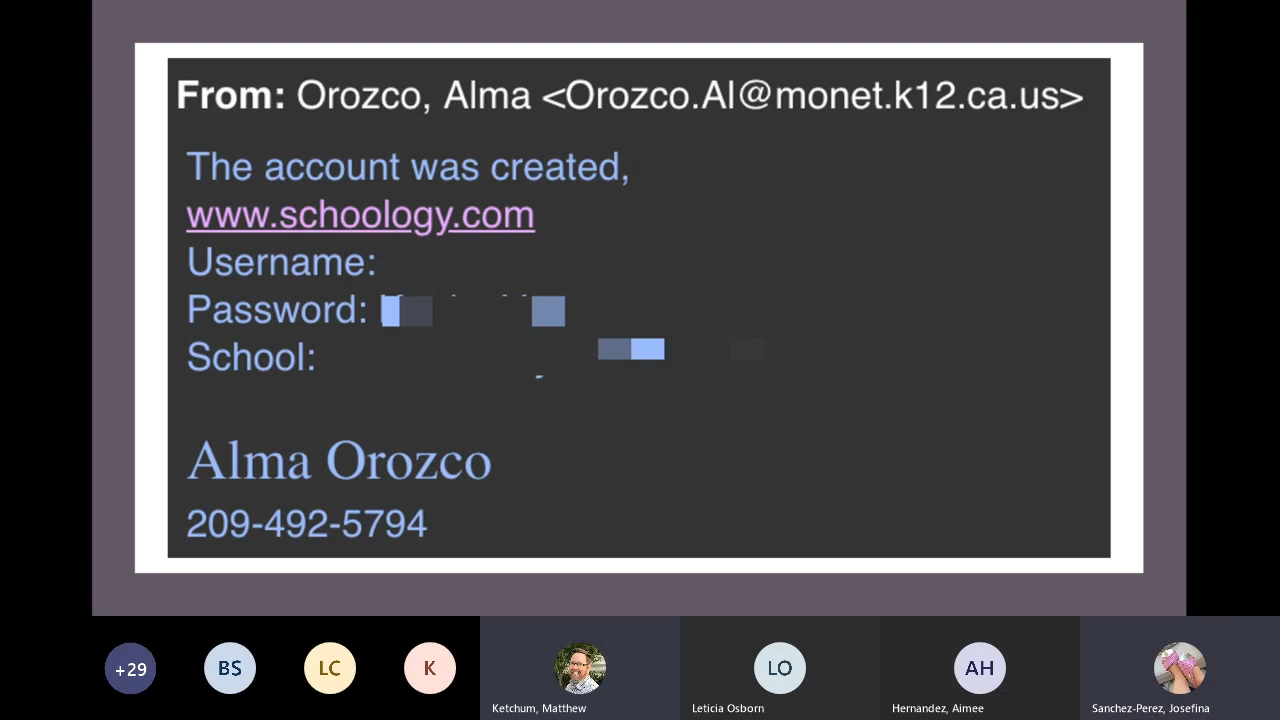 From: Orozco, Alma <Orozco.Al@monet.k12.ca.us>
The account was created,
www.schoology.com
Username:
Password:
School:
Alma Orozco
209-492-5794
+29
BS
LC
K
LO
AH
Ketchum, Matthew
Leticia Osborn
Hernandez, Aimee
Sanchez-Perez, Josefina